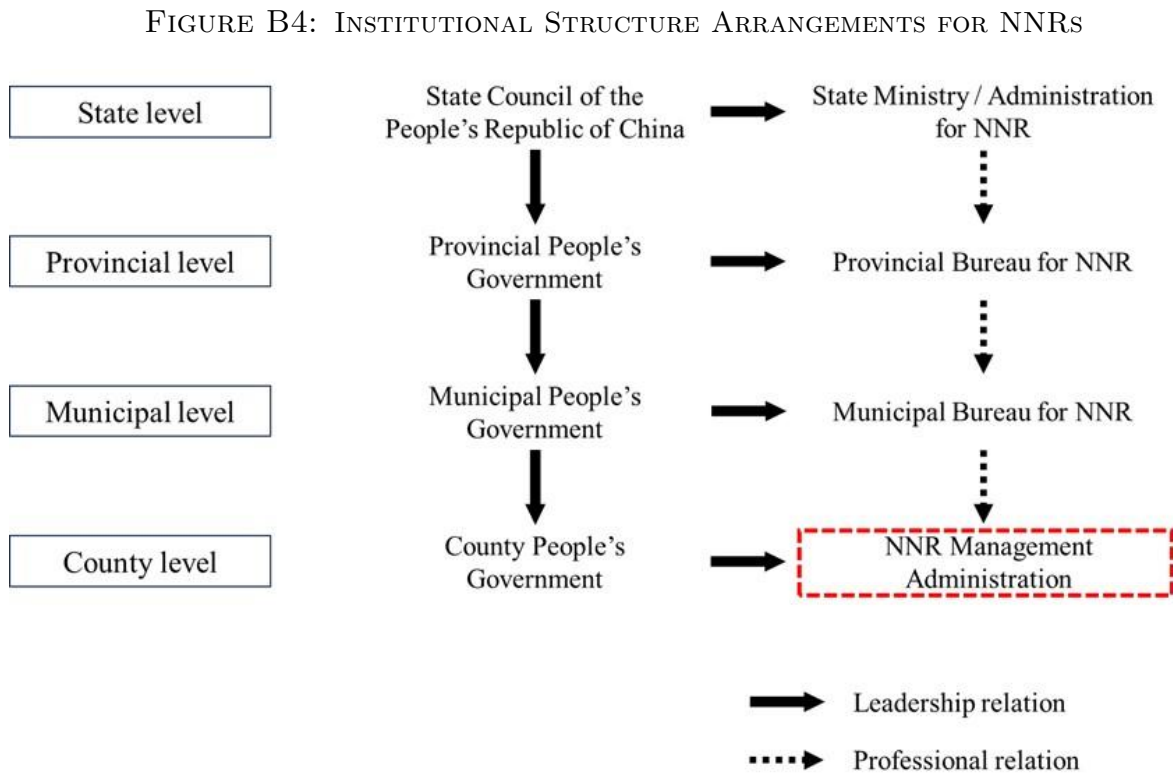 FIGURE B4: INSTITUTIONAL STRUCTURE ARRANGEMENTS FOR NNRS
State level
State Council of the
People's Republic of China
State Ministry / Administration
for NNR
Provincial level
Provincial People's
Government
Provincial Bureau for NNR
Municipal level
Municipal People's
Government
Municipal Bureau for NNR
County level
County People's
Government
NNR Management
Administration
Leadership relation
Professional relation